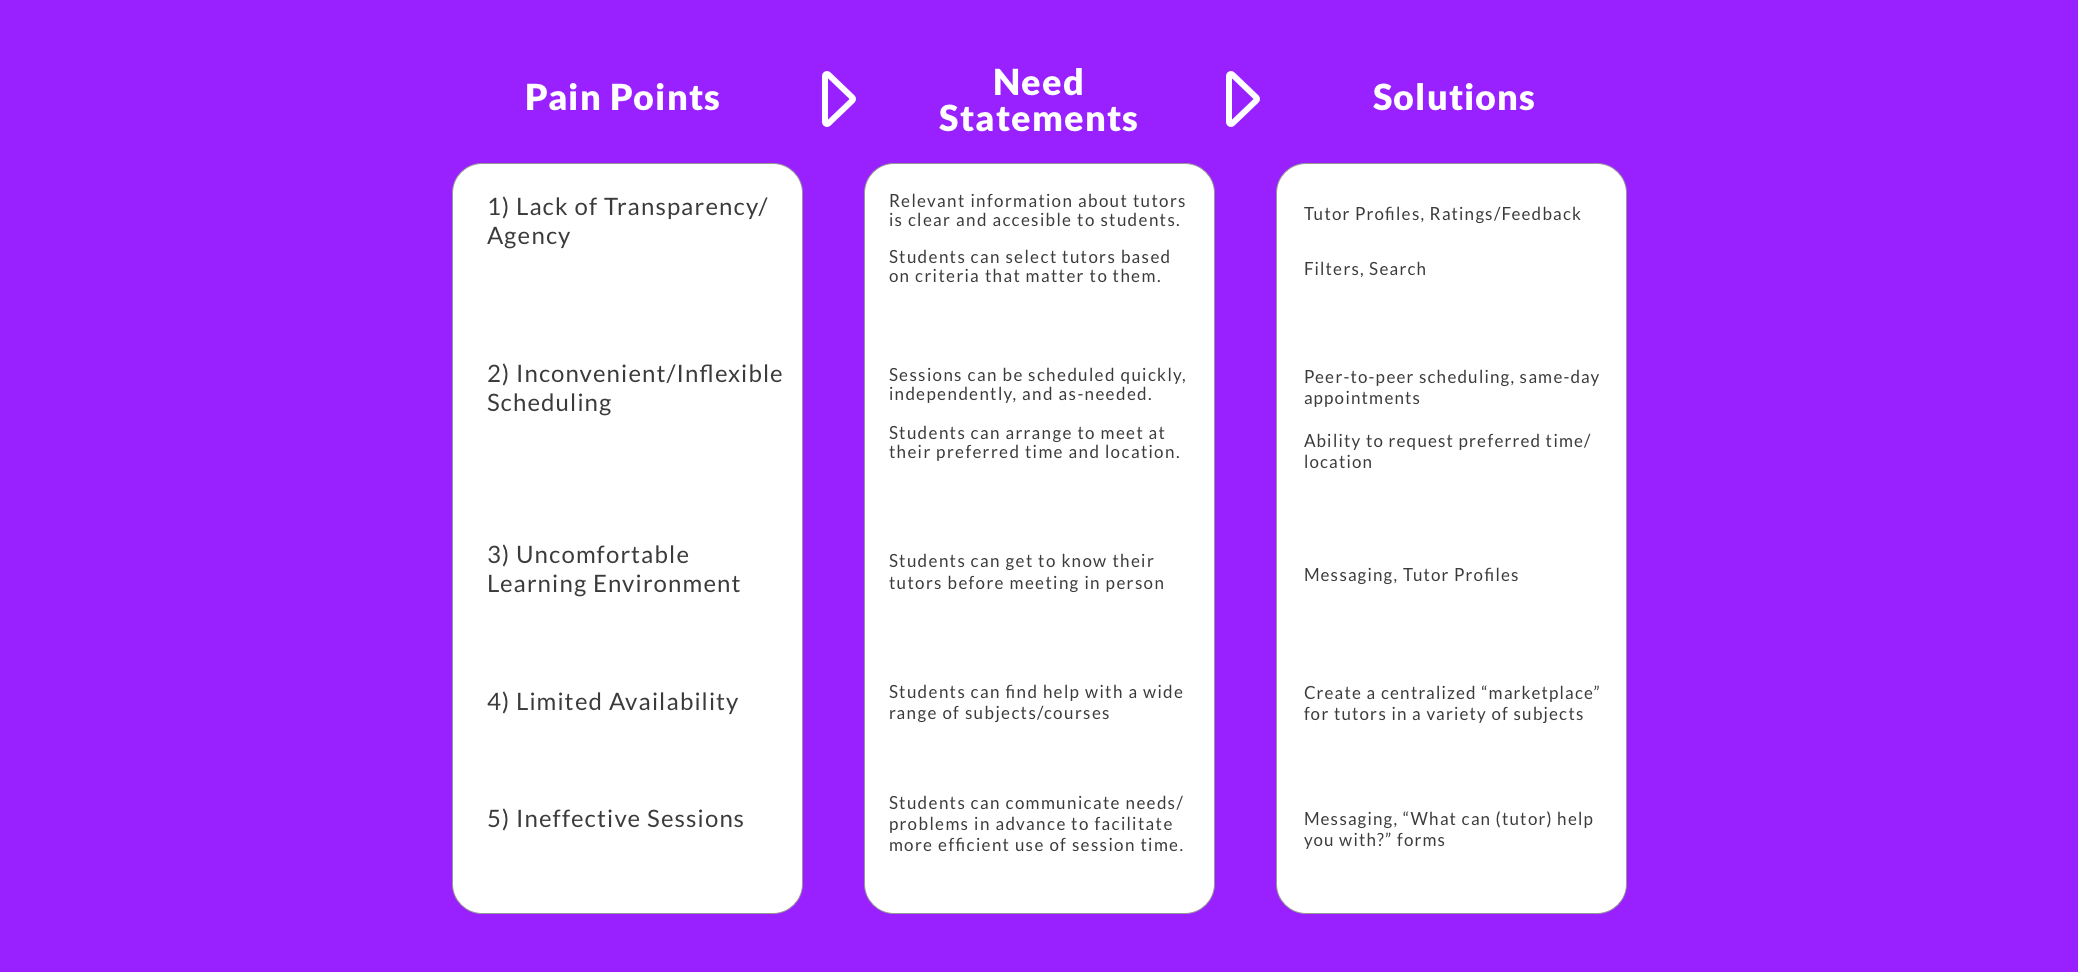 Pain Points
Need
Statements
Solutions
1) Lack of Transparency/
Agency
2) Inconvenient/Inflexible
Scheduling
3) Uncomfortable
Learning Environment
4) Limited Availability
5) Ineffective Sessions
Relevant information about tutors
is clear and accesible to students.
Students can select tutors based
on criteria that matter to them.
Sessions can be scheduled quickly,
independently, and as-needed.
Students can arrange to meet at
their preferred time and location.
Students can get to know their
tutors before meeting in person
Students can find help with a wide
range of subjects/courses
Students can communicate needs/
problems in advance to facilitate
more efficient use of session time.
Tutor Profiles, Ratings/Feedback
Filters, Search
Peer-to-peer scheduling, same-day
appointments
Ability to request preferred time/
location
Messaging, Tutor Profiles
Create a centralized “marketplace”
for tutors in a variety of subjects
Messaging, “What can (tutor) help
you with?” forms